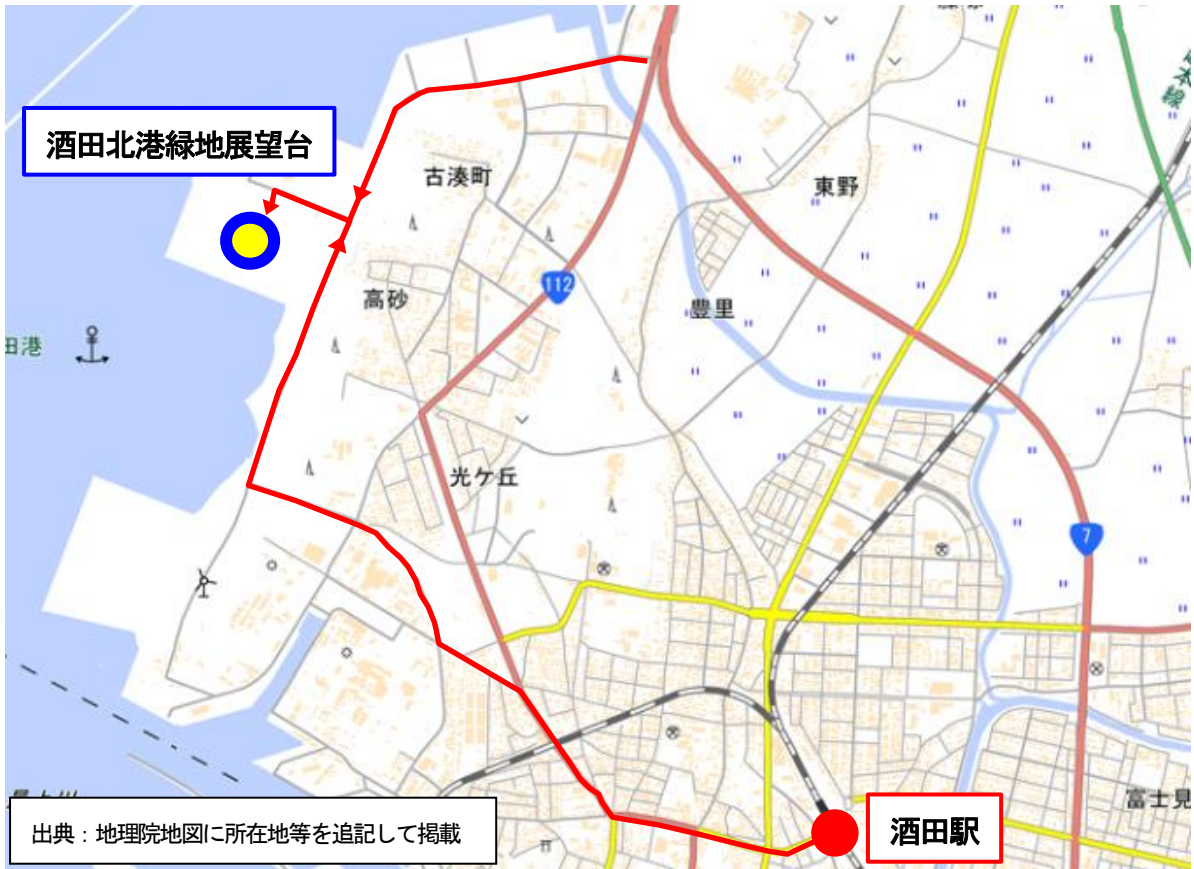 酒田北港緑地展望台
古湊町
東野
112
高砂
豊里
田港
光ケ丘
7
富士見
酒田駅
出典：地理院地図に所在地等を追記して掲載
本線